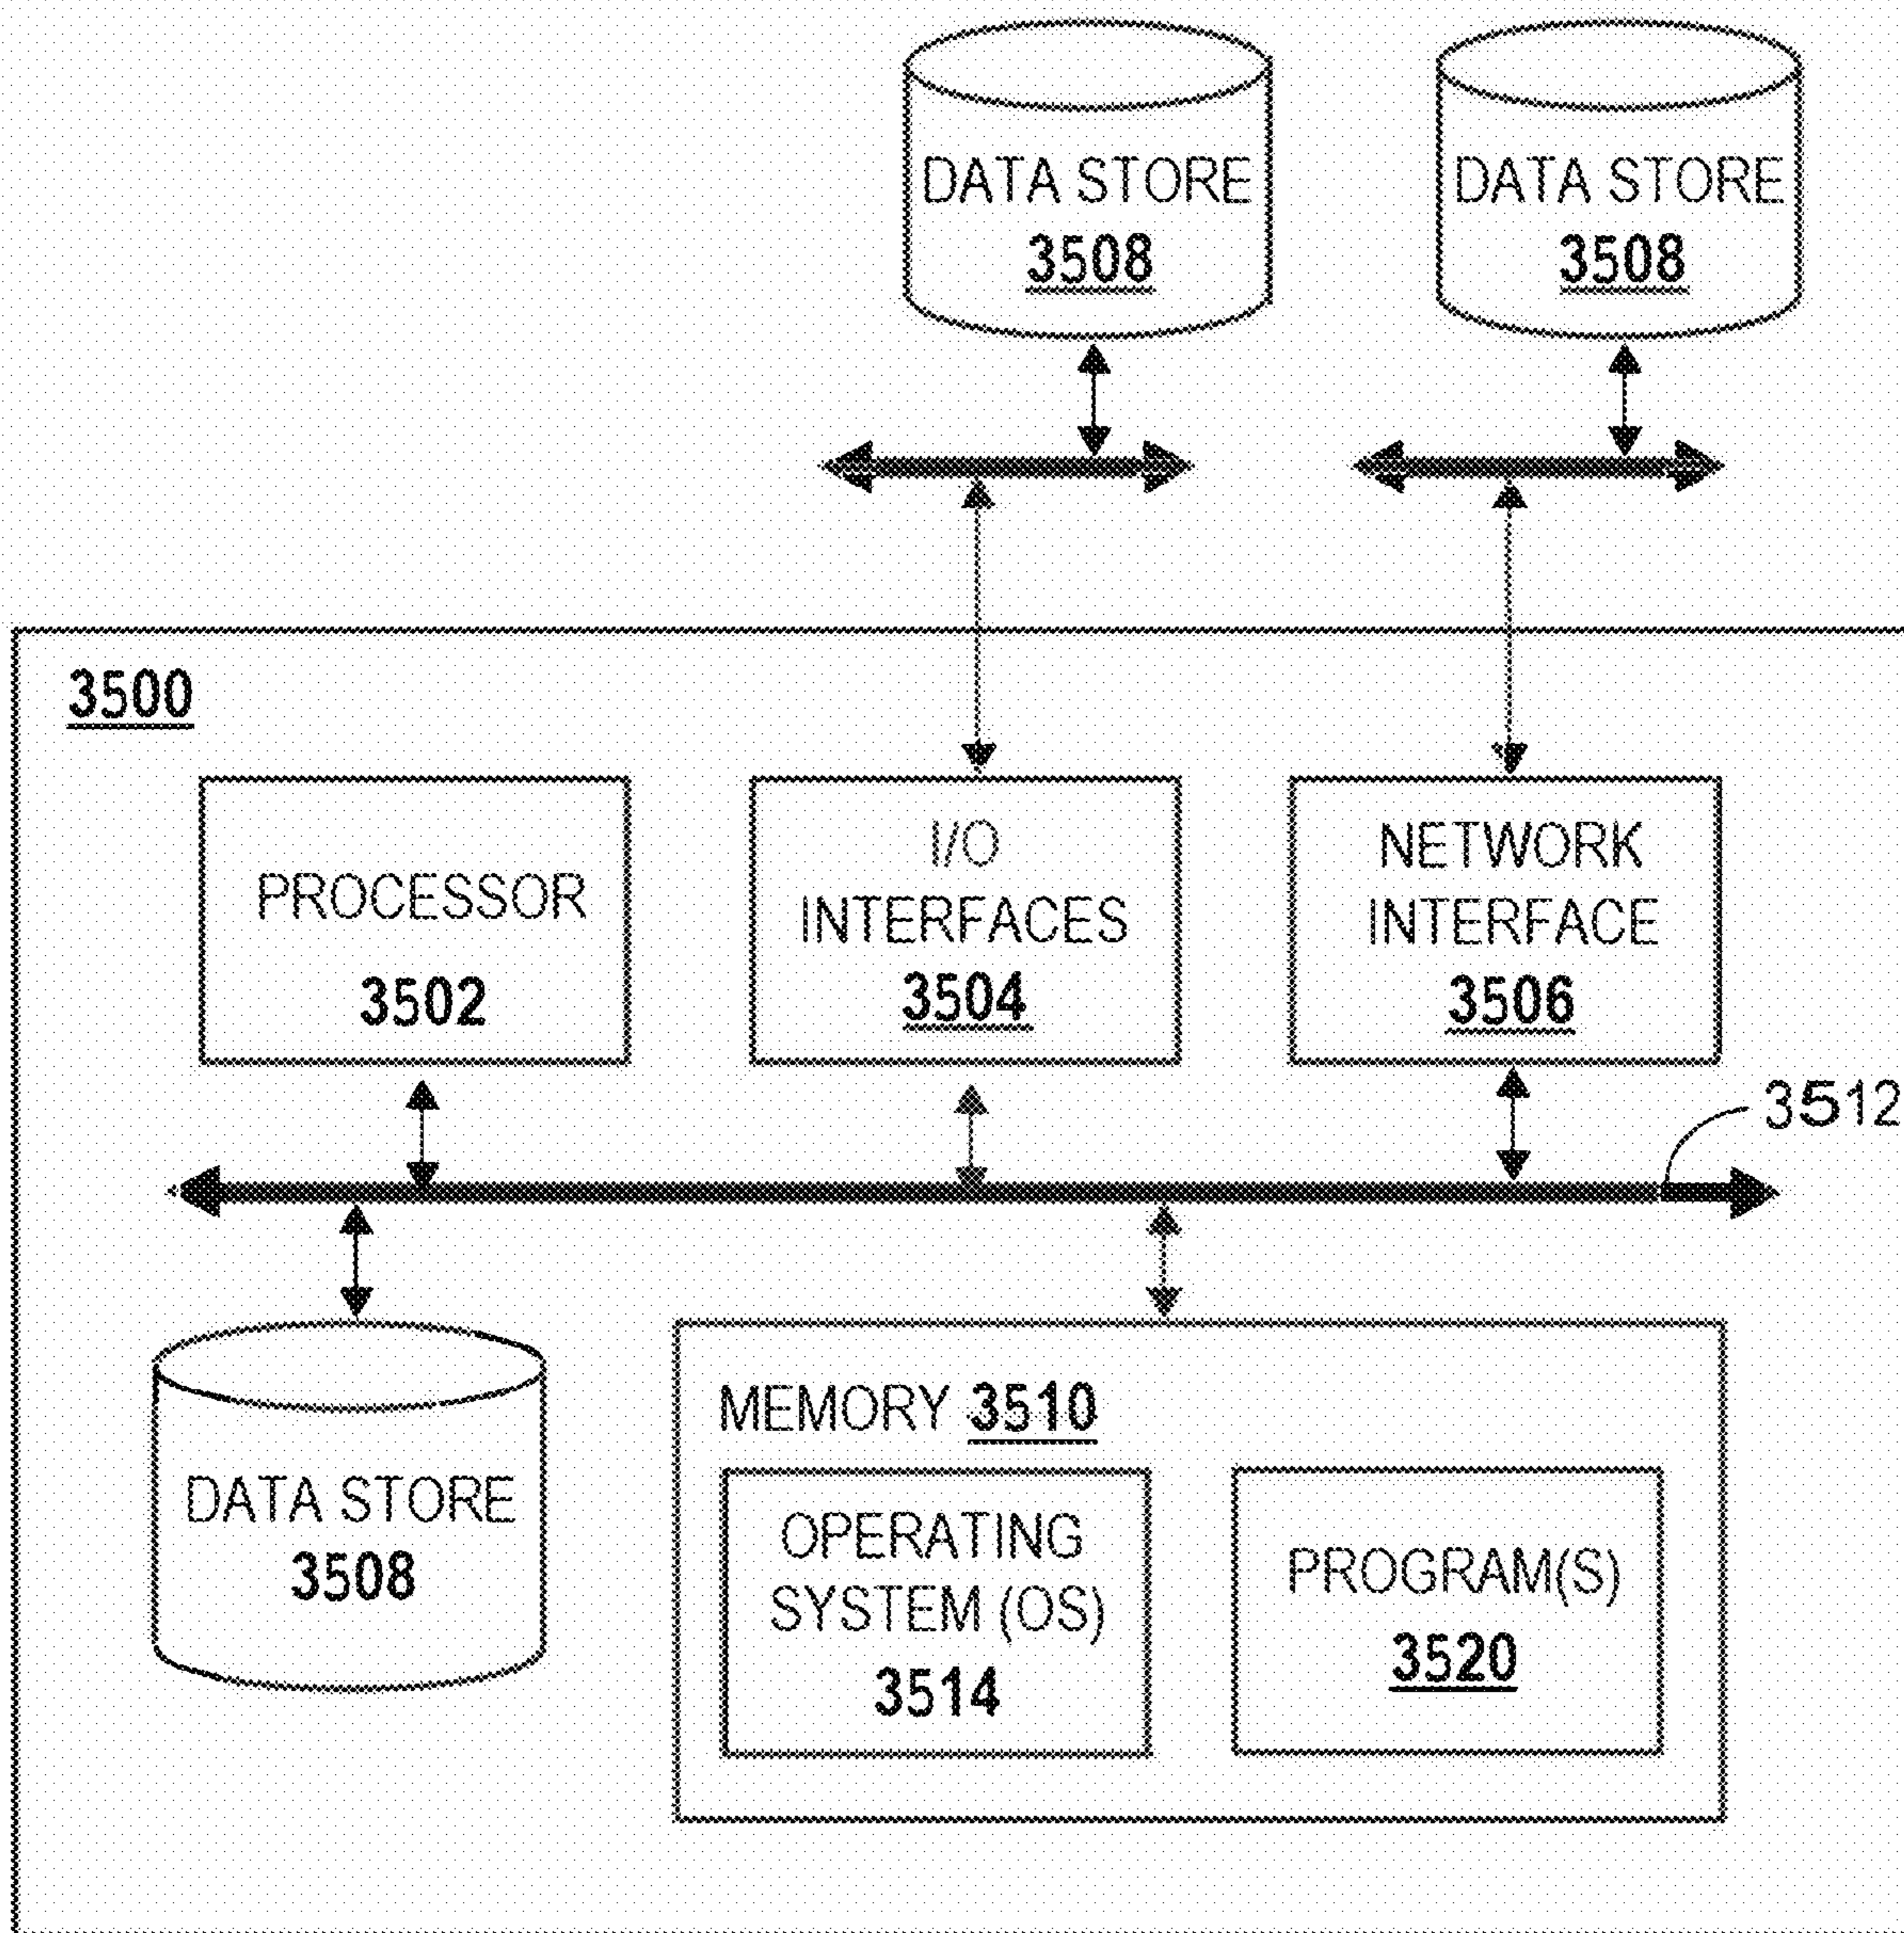 DATA STORE
3508
DATA STORE
3508
3500
PROCESSOR
3502
I/O
INTERFACES
3504
NETWORK
INTERFACE
3506
3512
DATA STORE
3508
MEMORY 3510
OPERATING
SYSTEM (OS)
3514
PROGRAM(S)
3520